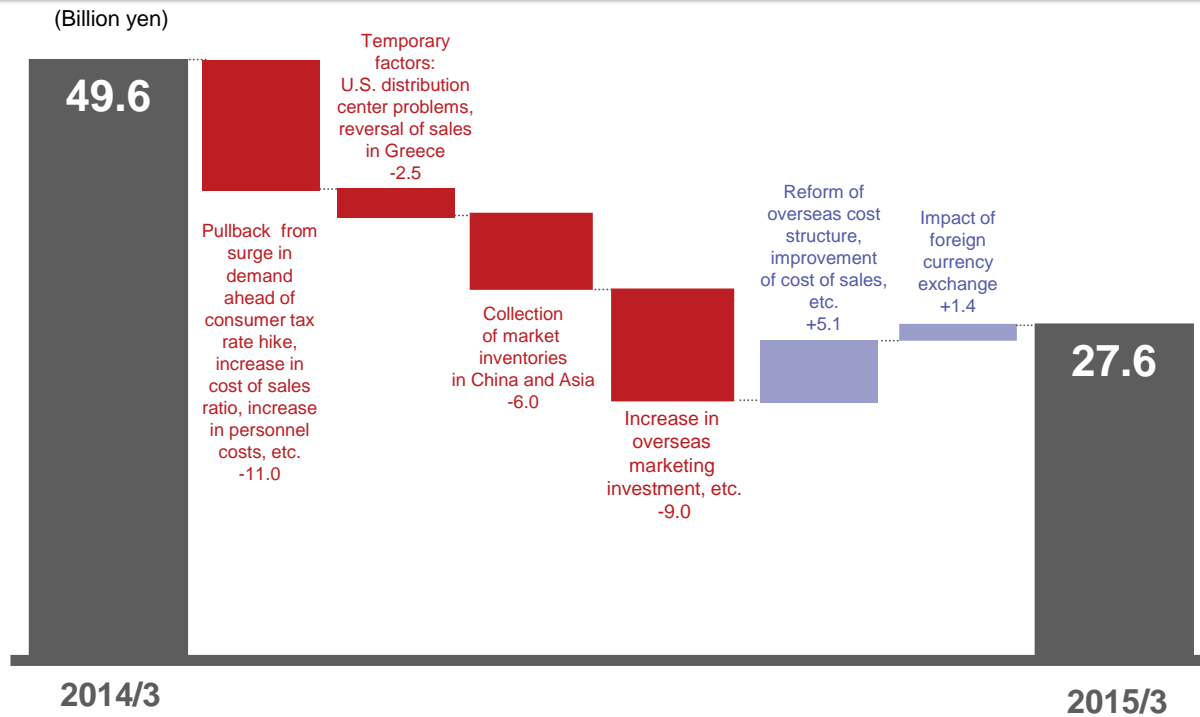 (Billion yen)
49.6
Temporary
factors:
U.S. distribution
center problems,
reversal of sales
in Greece
-2.5
Pullback from
surge in
demand
ahead of
consumer tax
rate hike,
increase in
cost of sales
ratio, increase
in personnel
costs, etc.
-11.0
Collection
of market
inventories
in China and Asia
-6.0
Increase in
overseas
marketing
investment, etc.
-9.0
Reform of
overseas cost
structure,
improvement
of cost of sales,
etc.
+5.1
Impact of
foreign
currency
exchange
+1.4
27.6
2014/3
2015/3